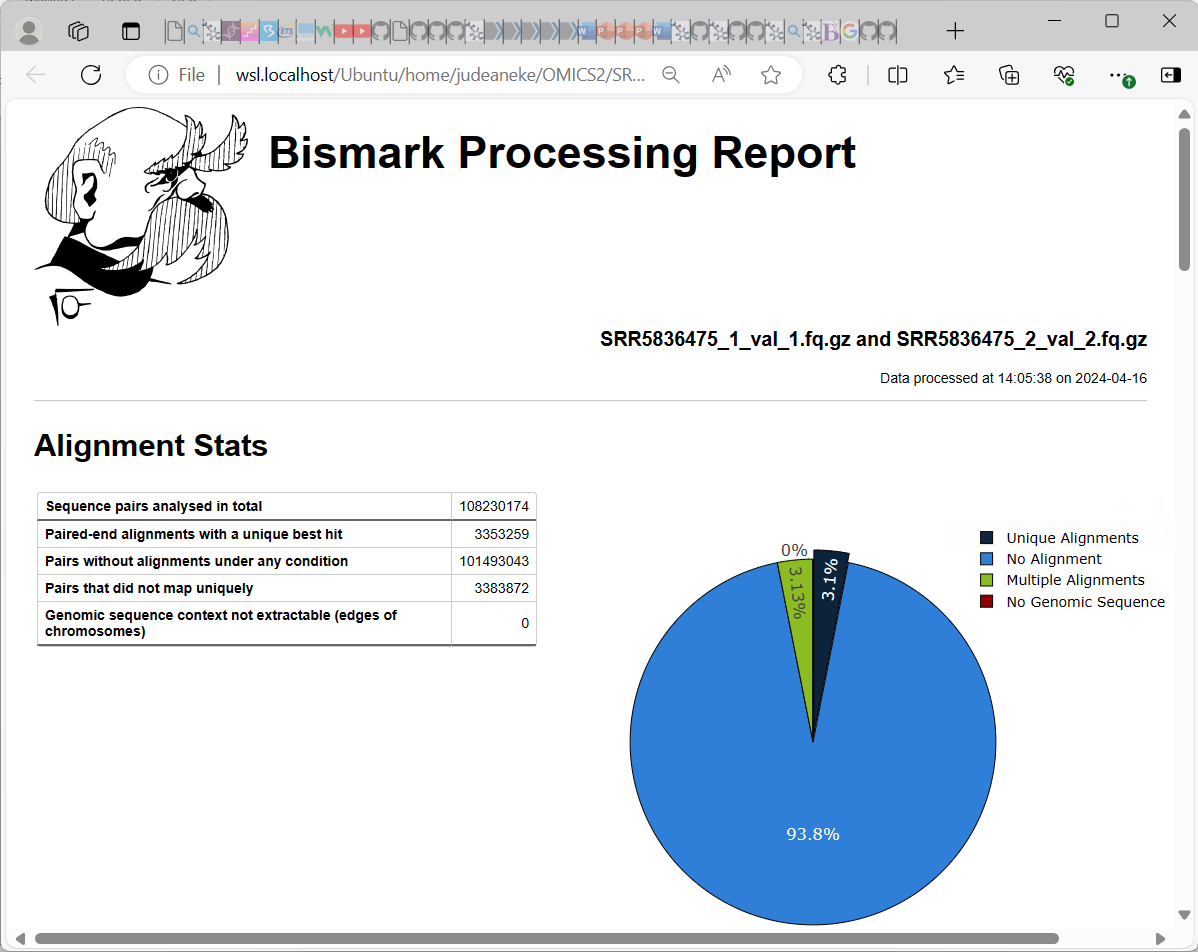 File
wsl.localhost/Ubuntu/home/judeaneke/OMICS2/SR...
Bismark Processing Report
SRR5836475_1_val_1.fq.gz and SRR5836475_2_val_2.fq.gz
Data processed at 14:05:38 on 2024-04-16
Alignment Stats
Sequence pairs analysed in total 108230174
Paired-end alignments with a unique best hit 3353259
Pairs without alignments under any condition 101493043
Pairs that did not map uniquely 3383872
Genomic sequence context not extractable (edges of
chromosomes) 0
Unique Alignments
No Alignment
Multiple Alignments
No Genomic Sequence
0%
3.13%
3.1%
93.8%